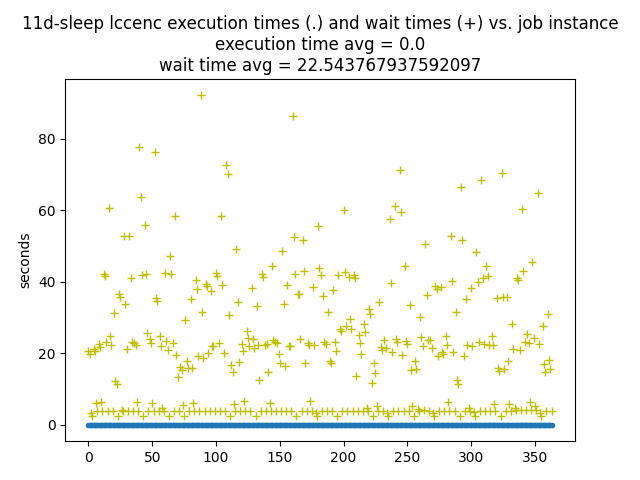 11d-sleep lccenc execution times (.) and wait times (+) vs. job instance
execution time avg = 0.0
wait time avg = 22.543767937592097
80
60
40
20
0
seconds
0 50 100 150 200 250 300 350